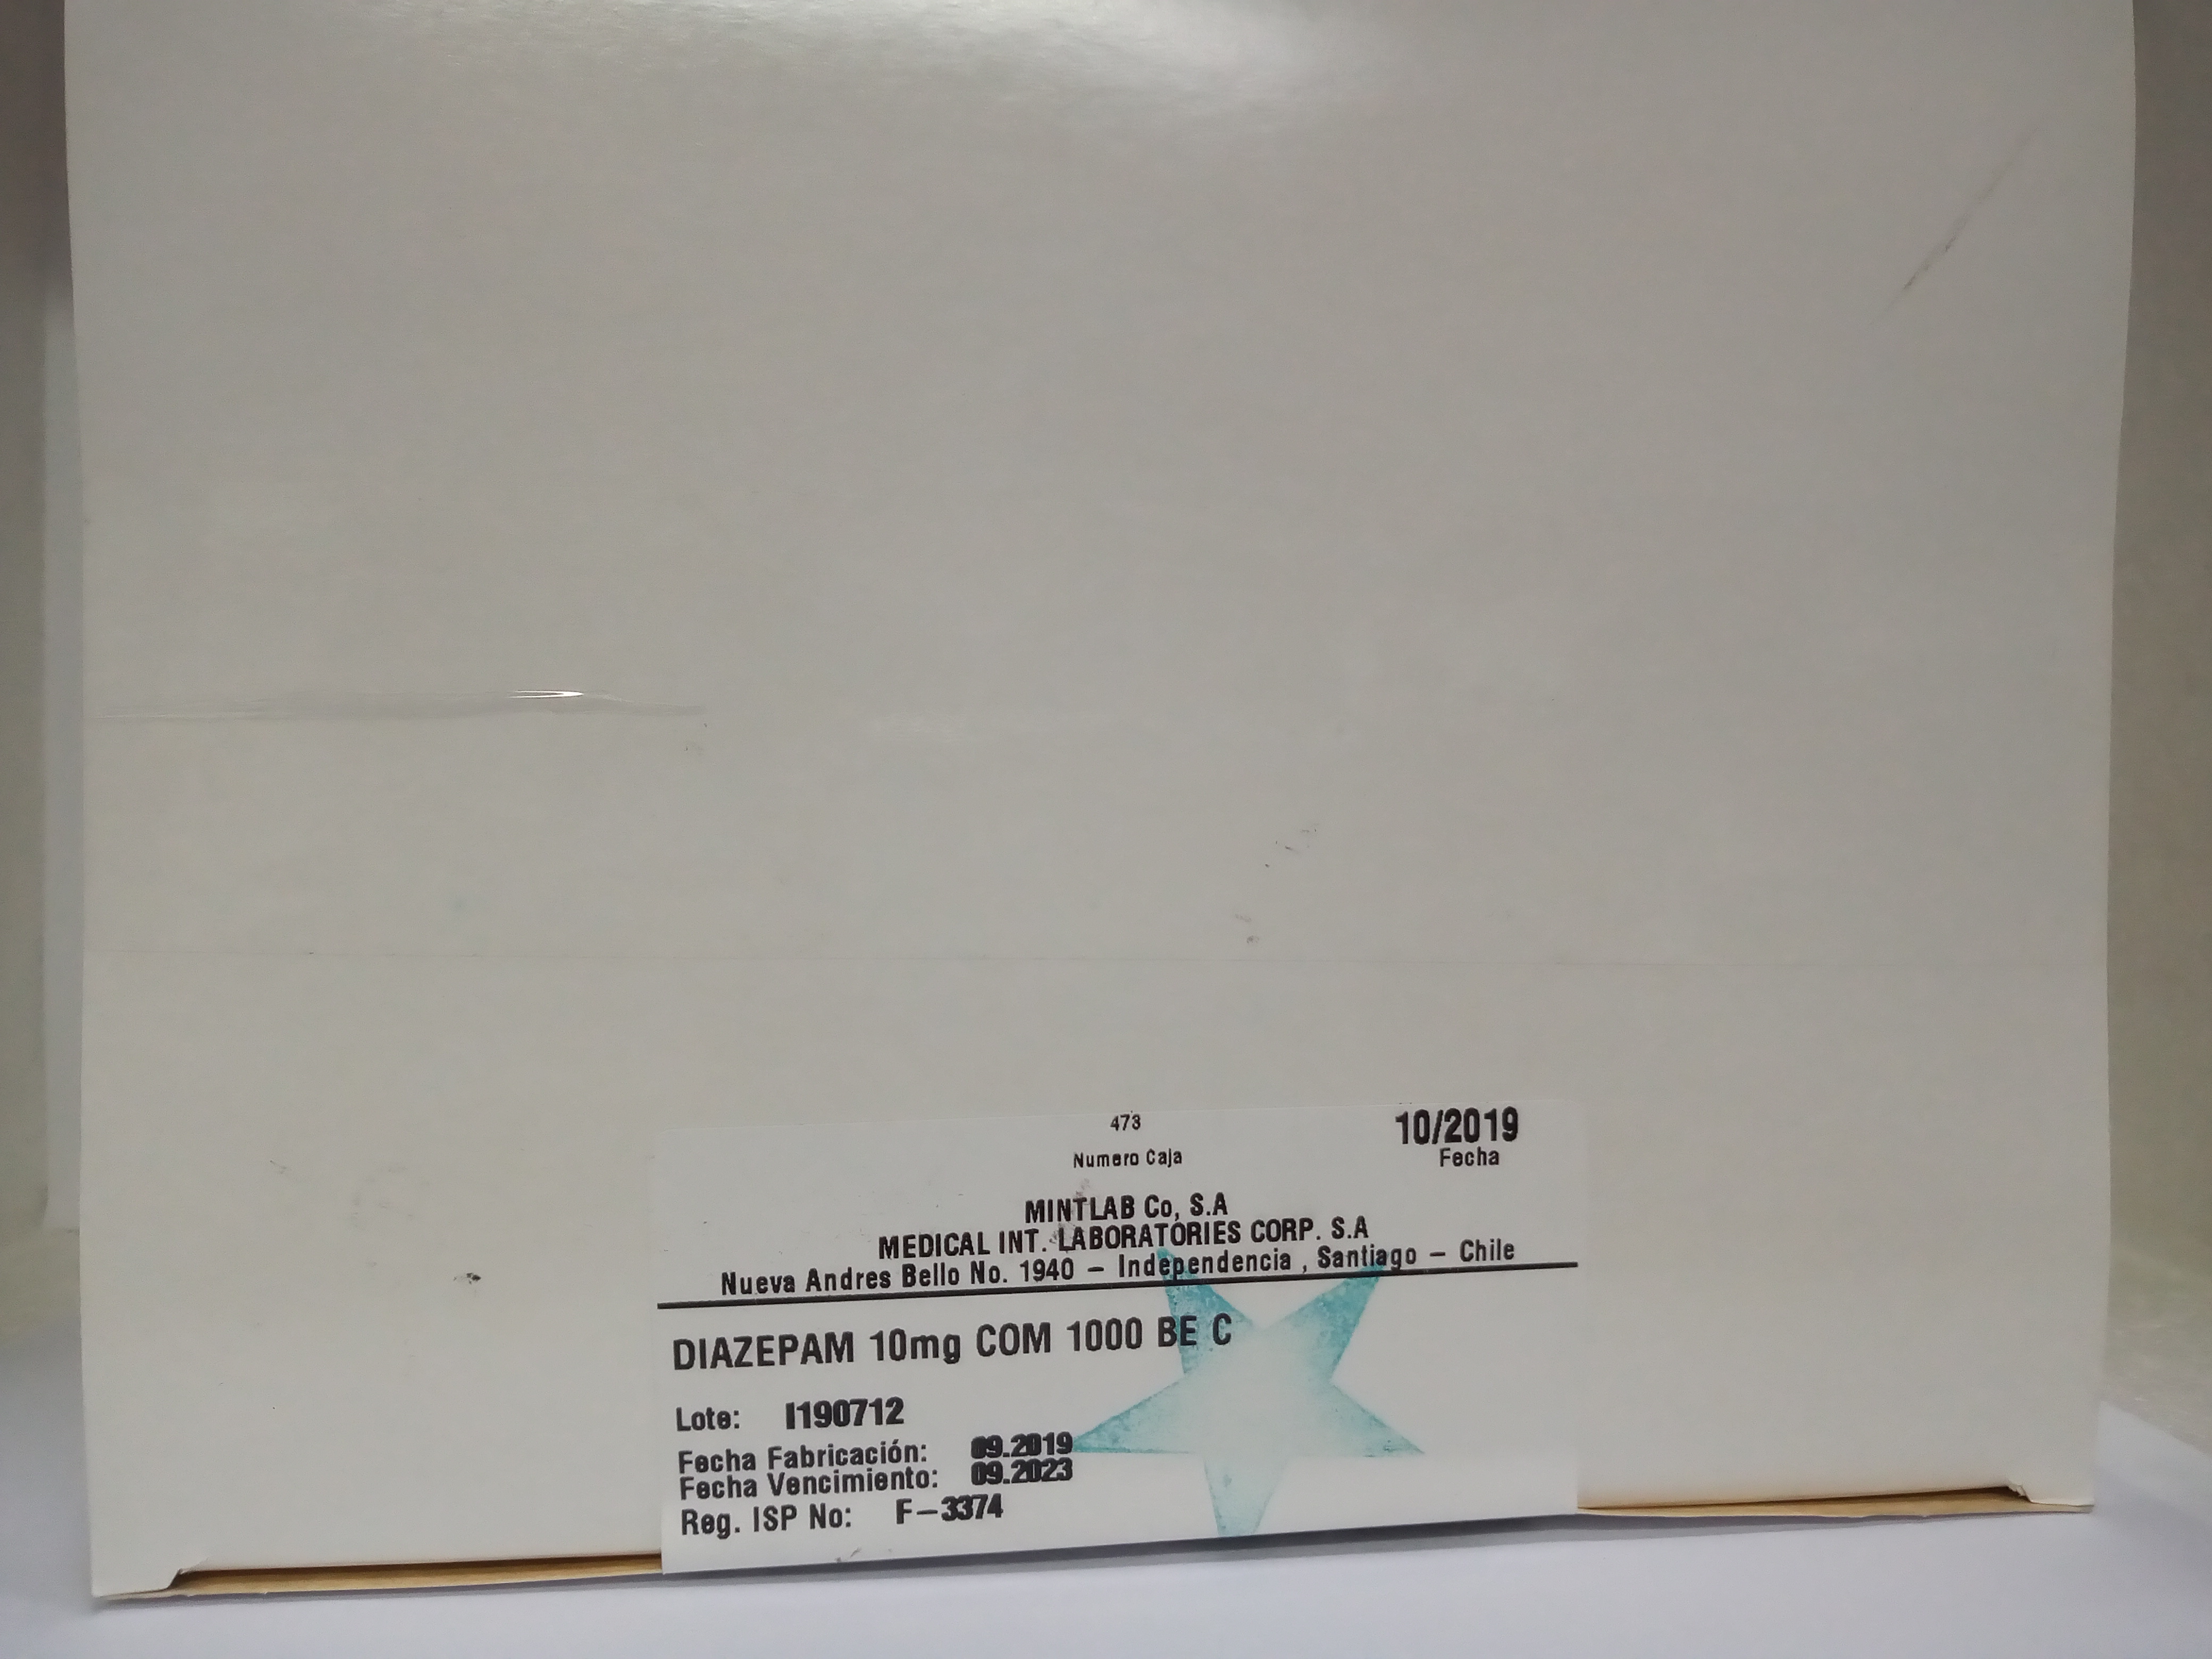 473
10/2019
Numero Caja
Fecha
MINTLAB Co, S.A
MEDICAL INT. LABORATORIES CORP. S.A
Nueva Andres Bello No. 1940 – Independencia , Santiago – Chile
DIAZEPAM 10mg COM 1000 BE C
Lote: I190712
Fecha Fabricación: 09.2019
Fecha Vencimiento: 09.2023
Reg. ISP No: F–3374